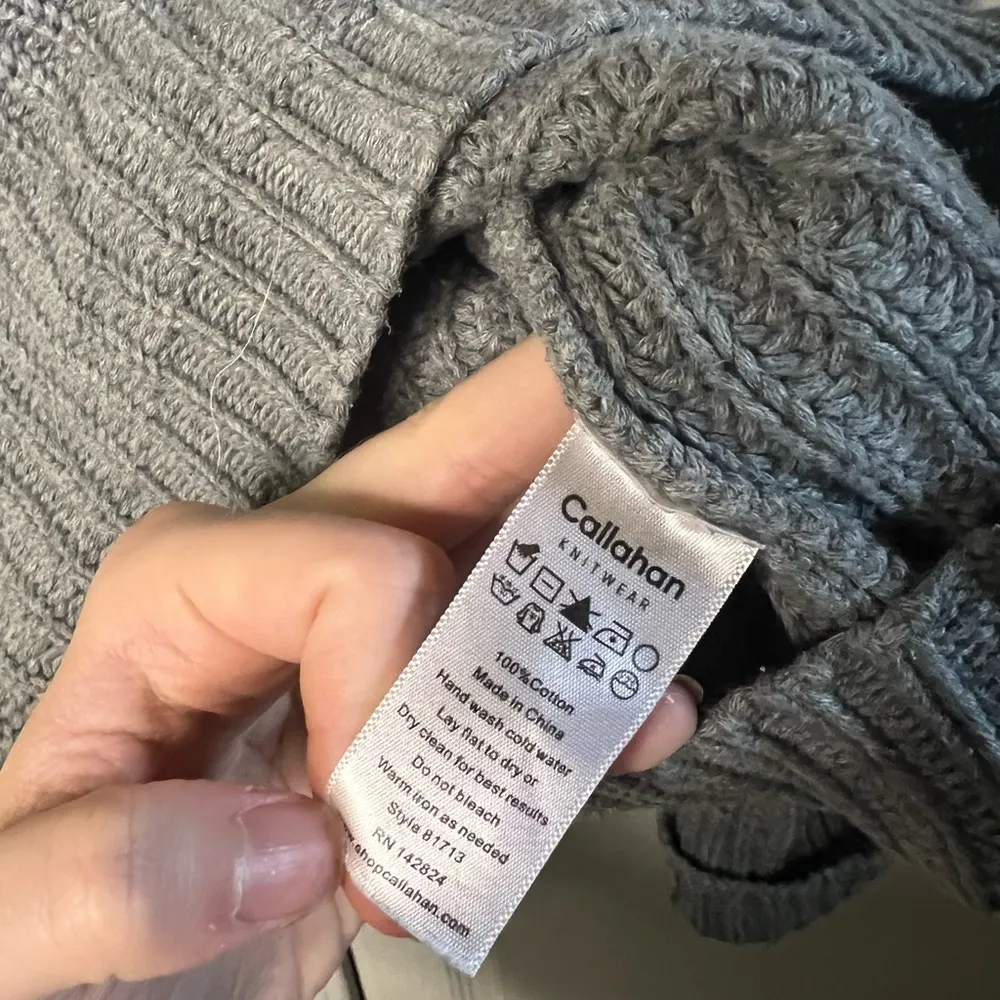 Callahan
KNITWEAR
100%Cotton
Made in China
Hand wash cold water
Lay flat to dry or
Dry clean for best results
Do not bleach
Warm iron as needed
Style 81713
RN 142824
.shopcallahan.com